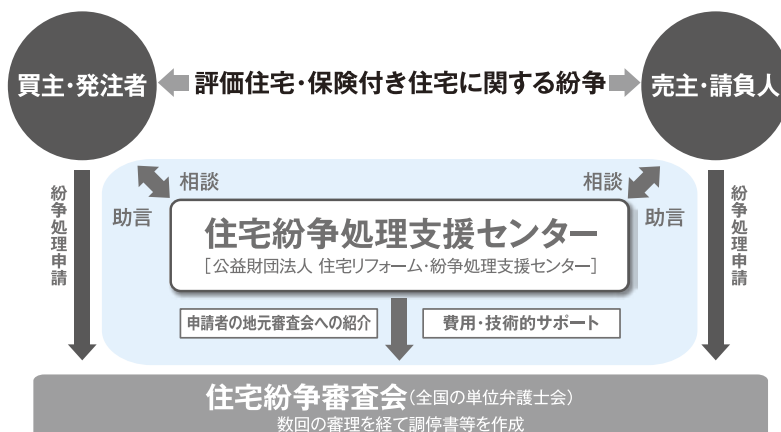 買主・発注者
評価住宅・保険付き住宅に関する紛争
売主・請負人
紛争処理申請
相談
助言
相談
助言
紛争処理申請
住宅紛争処理支援センター
［公益財団法人 住宅リフォーム・紛争処理支援センター］
申請者の地元審査会への紹介
費用・技術的サポート
住宅紛争審査会（全国の単位弁護士会）
数回の審理を経て調停書等を作成